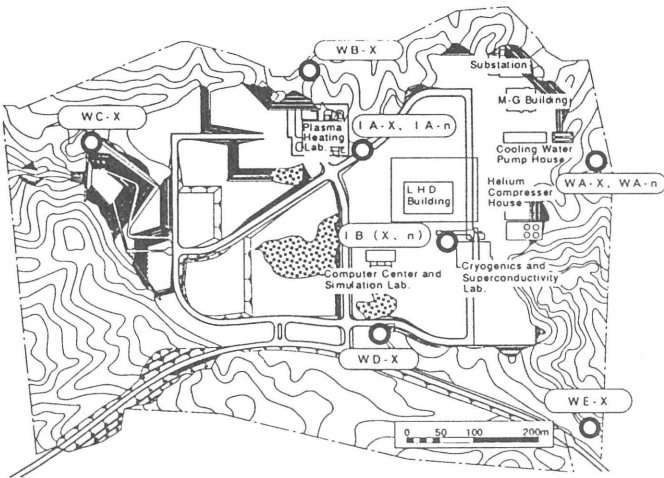 WB-X
Substation
M-G Building
WC-X
Plasma
Heating
Lab.
IA-X, IA-n
Cooling Water
Pump House
WA-X, WA-n
LHD
Building
Helium
Compresser
House
IB (X, n)
Computer Center and
Simulation Lab.
Cryogenics and
Superconductivity
Lab.
WD-X
WE-X
0 50 100 200m